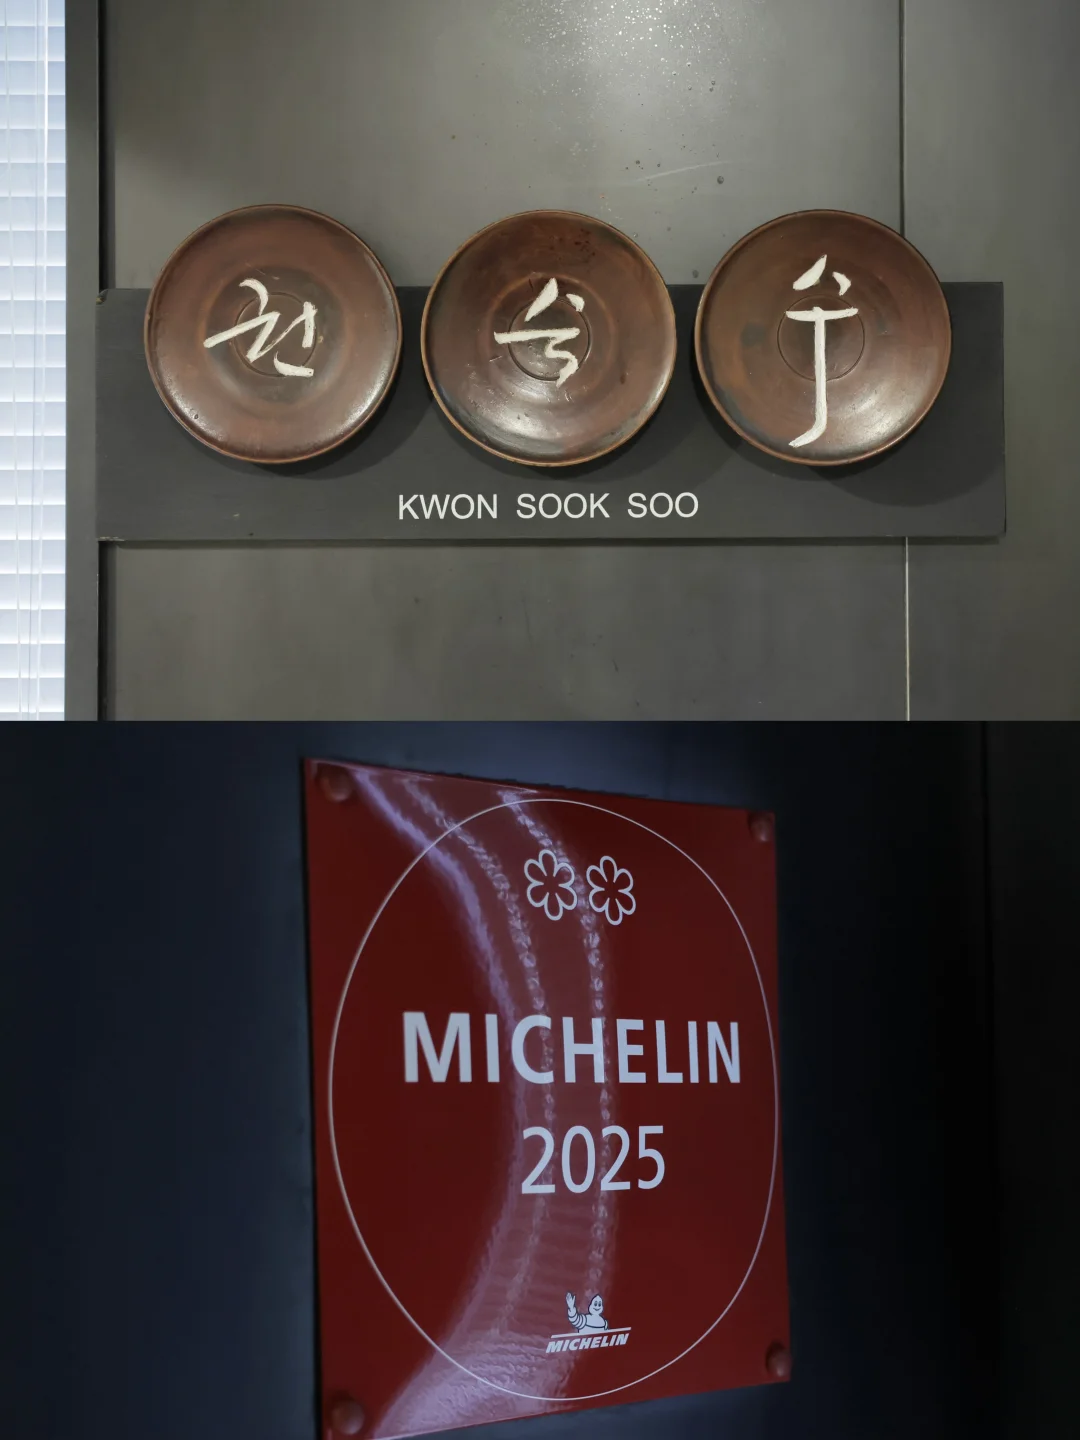 권 숙 수
KWON SOOK SOO
MICHELIN
2025
MICHELIN